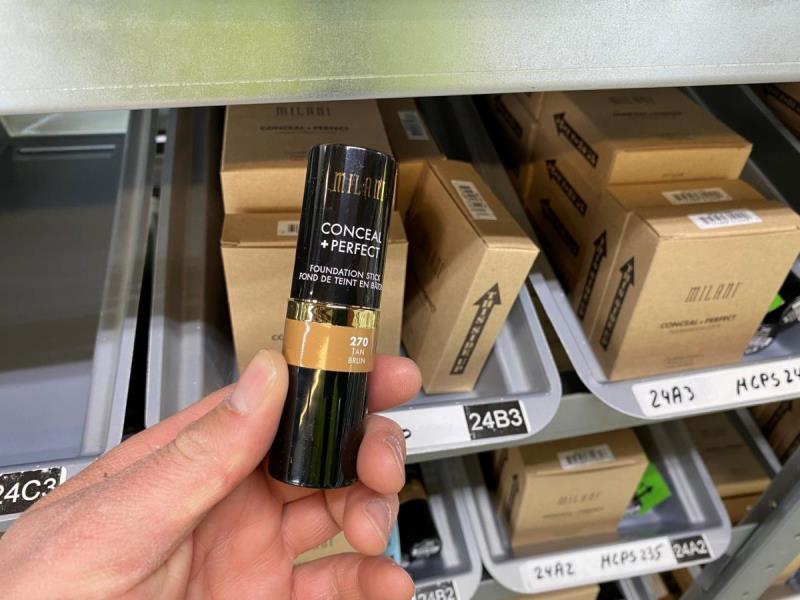 MILANI
CONCEAL + PERFECT
MILANI
CONCEAL
+ PERFECT
FOUNDATION STICK
FOND DE TEINT EN BÂTON
270
TAN
BRUN
MILANI
MILANI
CONCEAL + PERFECT
24A3
MCPS 24
24B3
24C3
MILANI
24A2
MCPS 235
24A2
24B2